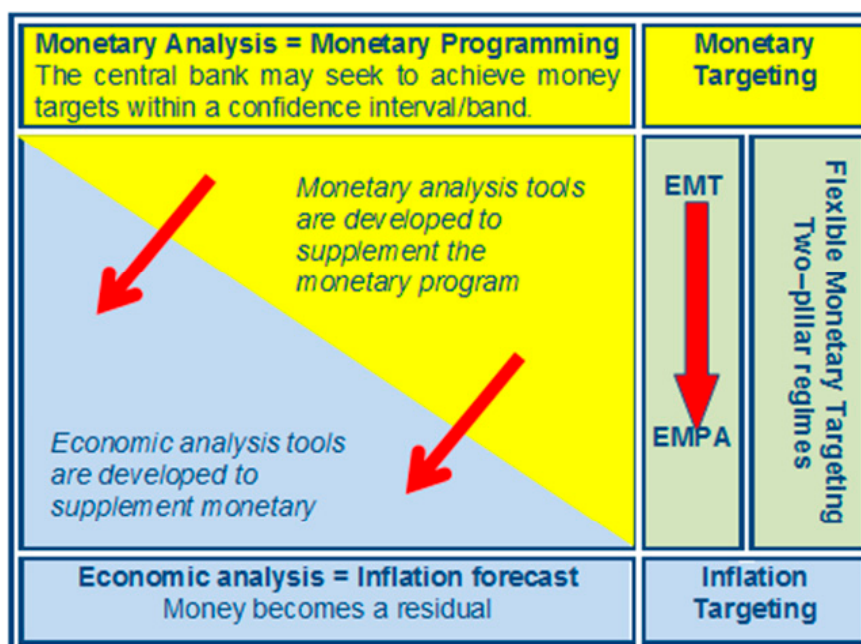 Monetary Analysis = Monetary Programming
The central bank may seek to achieve money
targets within a confidence interval/band.
Monetary
Targeting
Monetary analysis tools
are developed to
supplement the
monetary program
Economic analysis tools
are developed to
supplement monetary
EMT
EMPA
Flexible Monetary Targeting
Two–pillar regimes
Economic analysis = Inflation forecast
Money becomes a residual
Inflation
Targeting